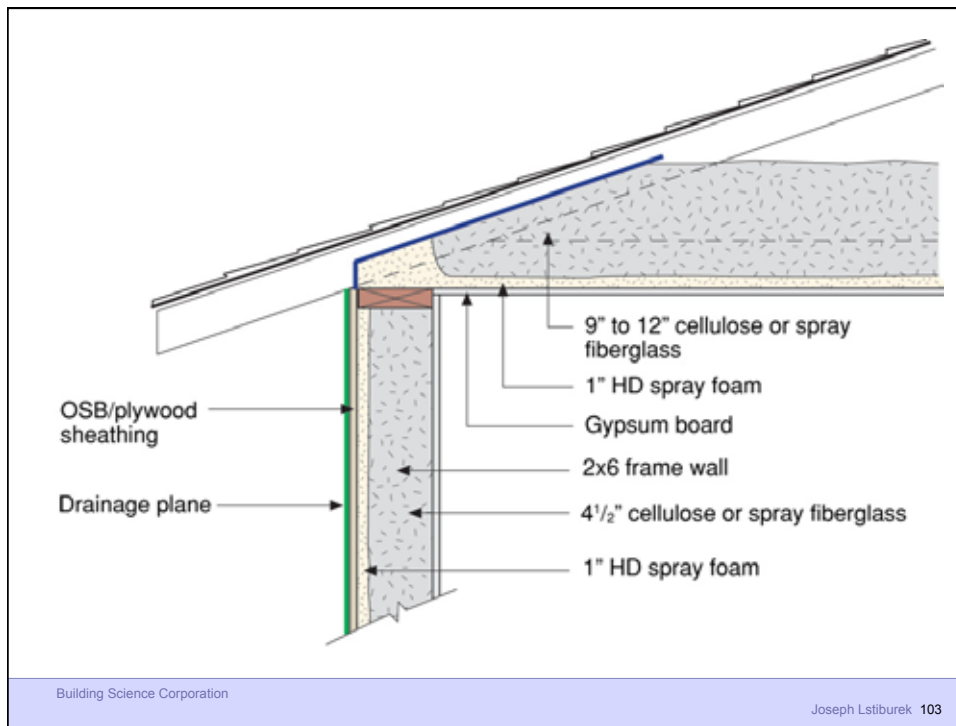 9” to 12” cellulose or spray
fiberglass
1” HD spray foam
Gypsum board
2x6 frame wall
4 1/2” cellulose or spray fiberglass
1” HD spray foam
OSB/plywood
sheathing
Drainage plane
Building Science Corporation
Joseph Lstiburek 103